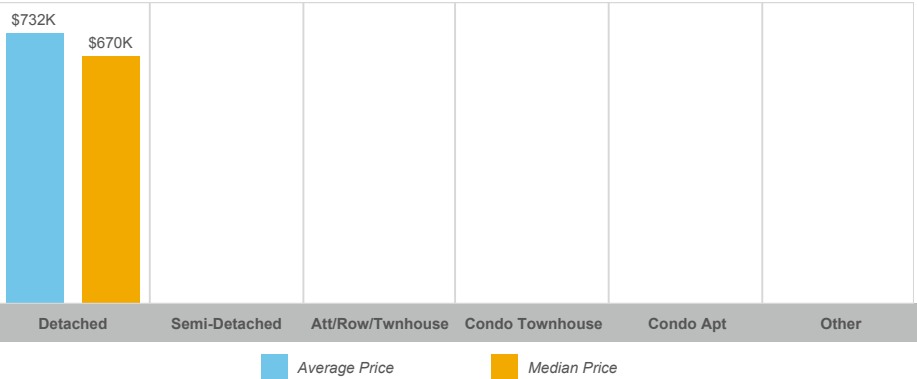 $732K
$670K
Detached Semi-Detached Att/Row/Twnhouse Condo Townhouse Condo Apt Other
Average Price Median Price